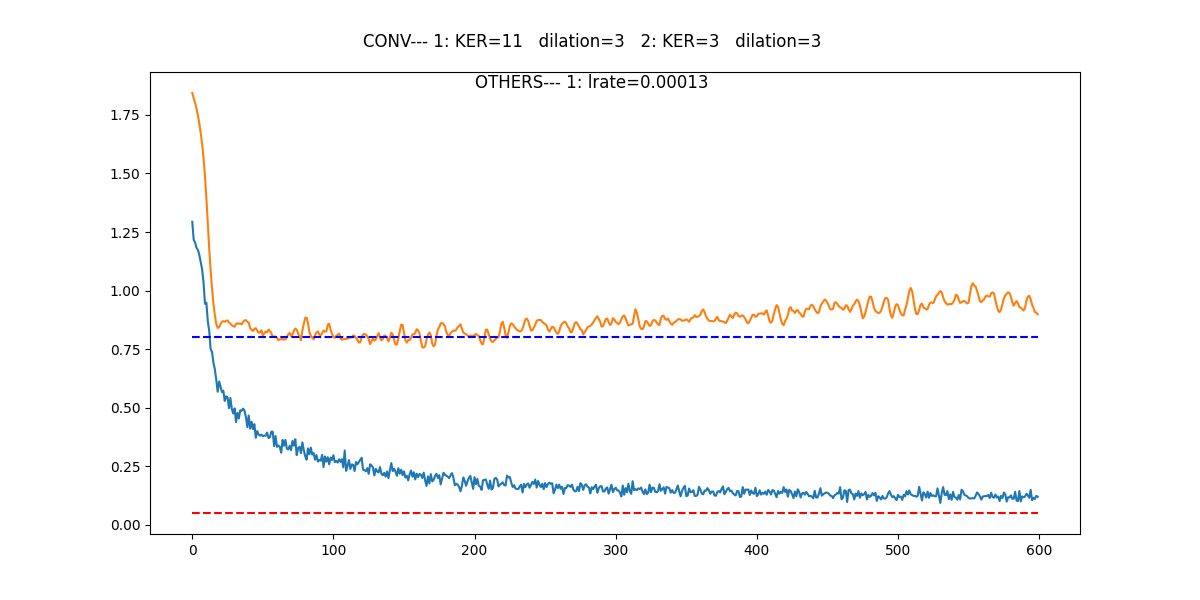 CONV--- 1: KER=11   dilation=3   2: KER=3   dilation=3
OTHERS--- 1: lrate=0.00013
1.75
1.50
1.25
1.00
0.75
0.50
0.25
0.00
0 100 200 300 400 500 600